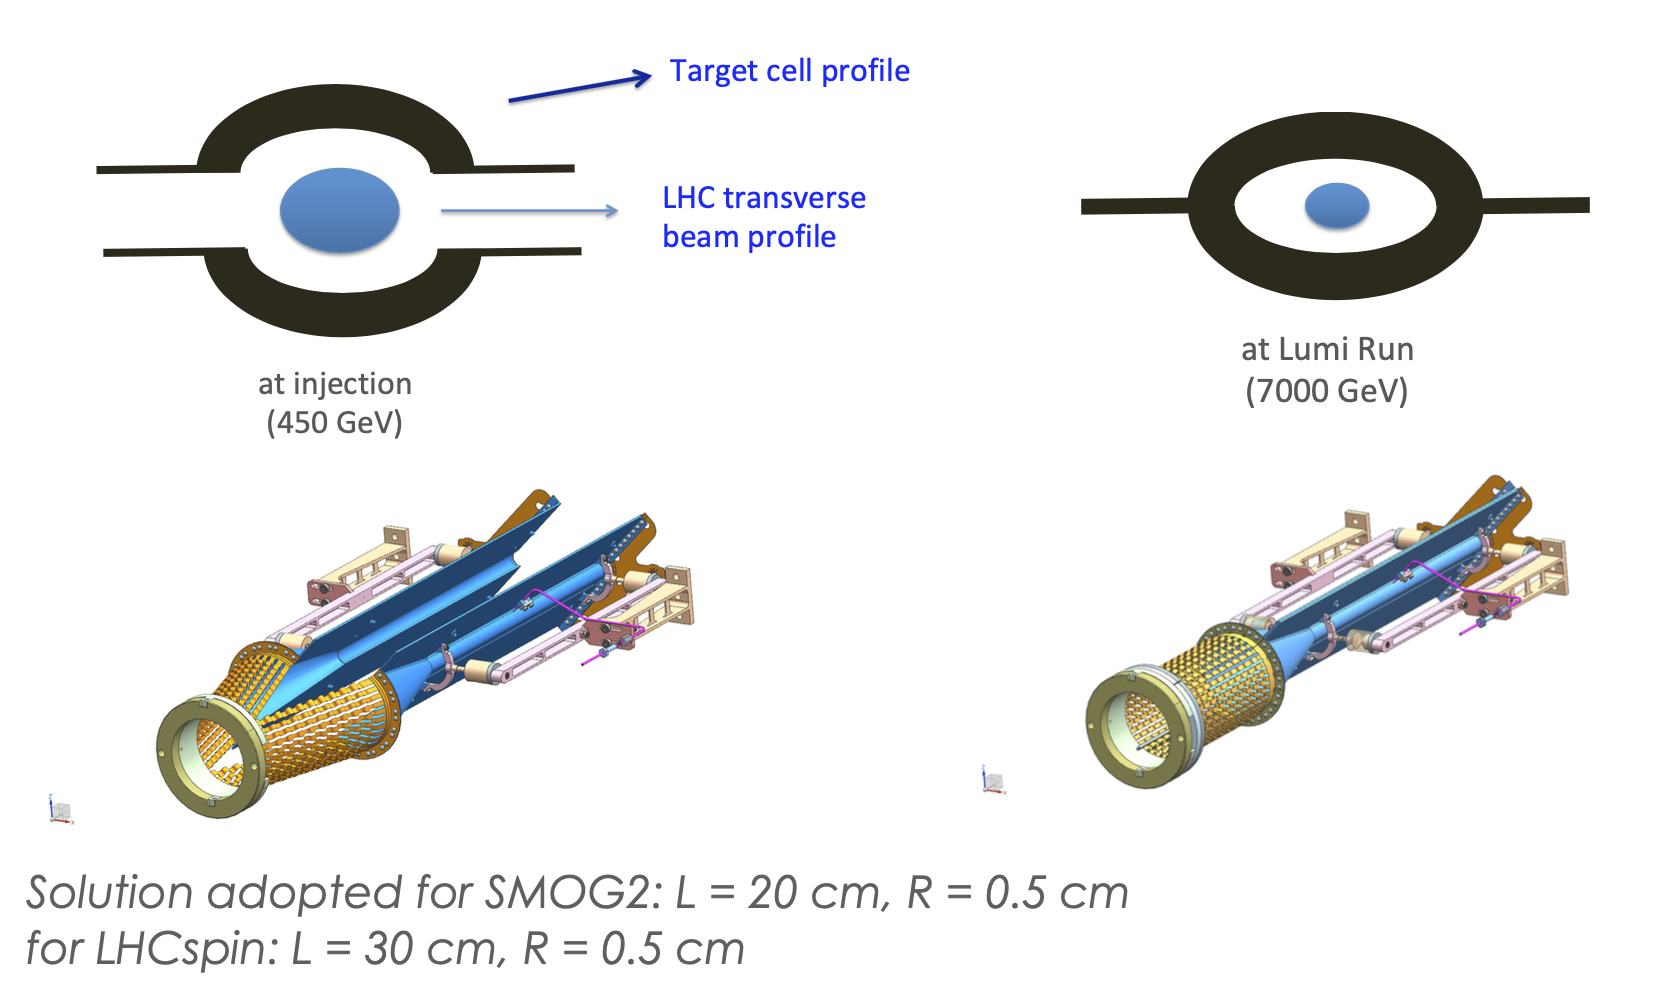 Target cell profile
LHC transverse
beam profile
at injection
(450 GeV)
at Lumi Run
(7000 GeV)
Solution adopted for SMOG2: L = 20 cm, R = 0.5 cm
for LHCspin: L = 30 cm, R = 0.5 cm